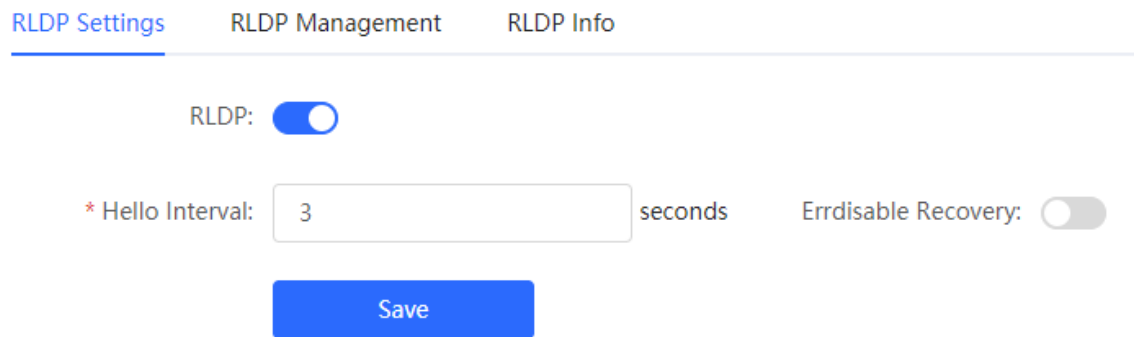 RLDP Settings RLDP Management RLDP Info
RLDP:
* Hello Interval: 3 seconds Errdisable Recovery:
Save